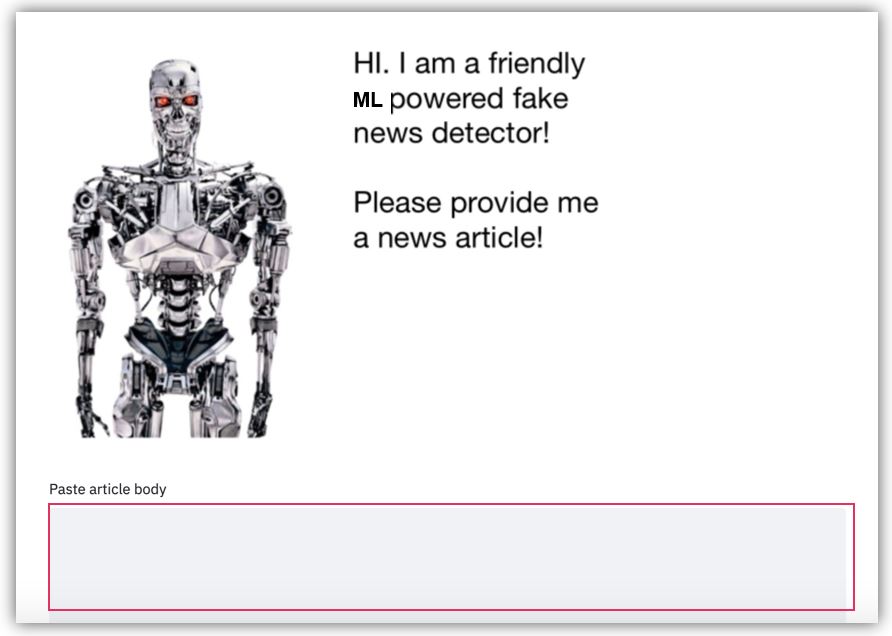 HI. I am a friendly
ML powered fake
news detector!
Please provide me
a news article!
Paste article body